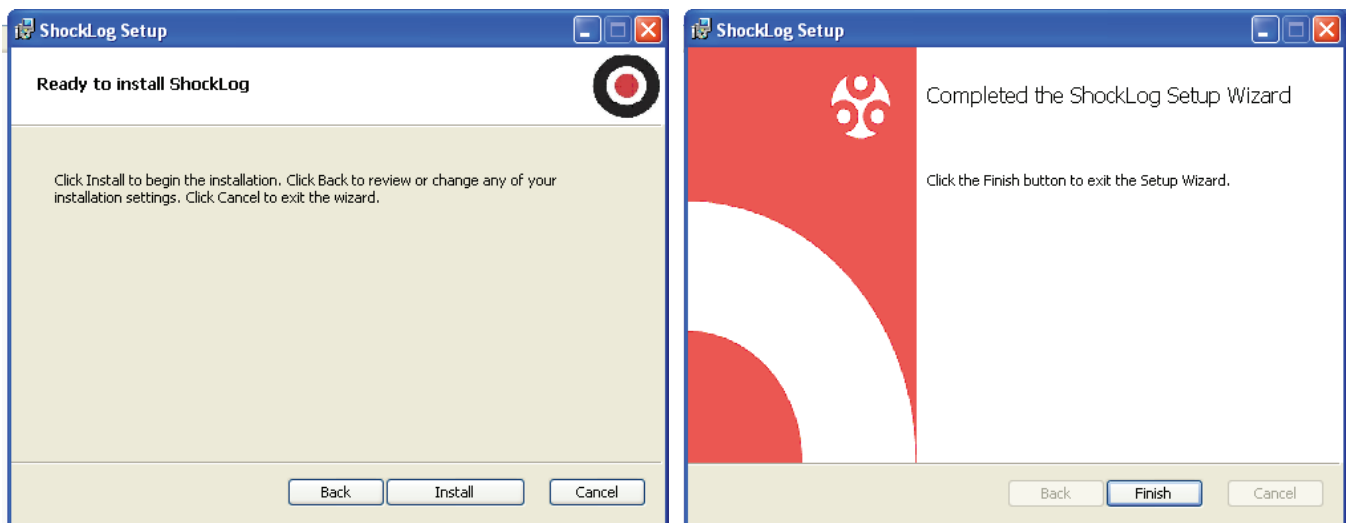 ShockLog Setup
Ready to install ShockLog
Click Install to begin the installation. Click Back to review or change any of your
installation settings. Click Cancel to exit the wizard.
Back
Install
Cancel
ShockLog Setup
Completed the ShockLog Setup Wizard
Click the Finish button to exit the Setup Wizard.
Back
Finish
Cancel